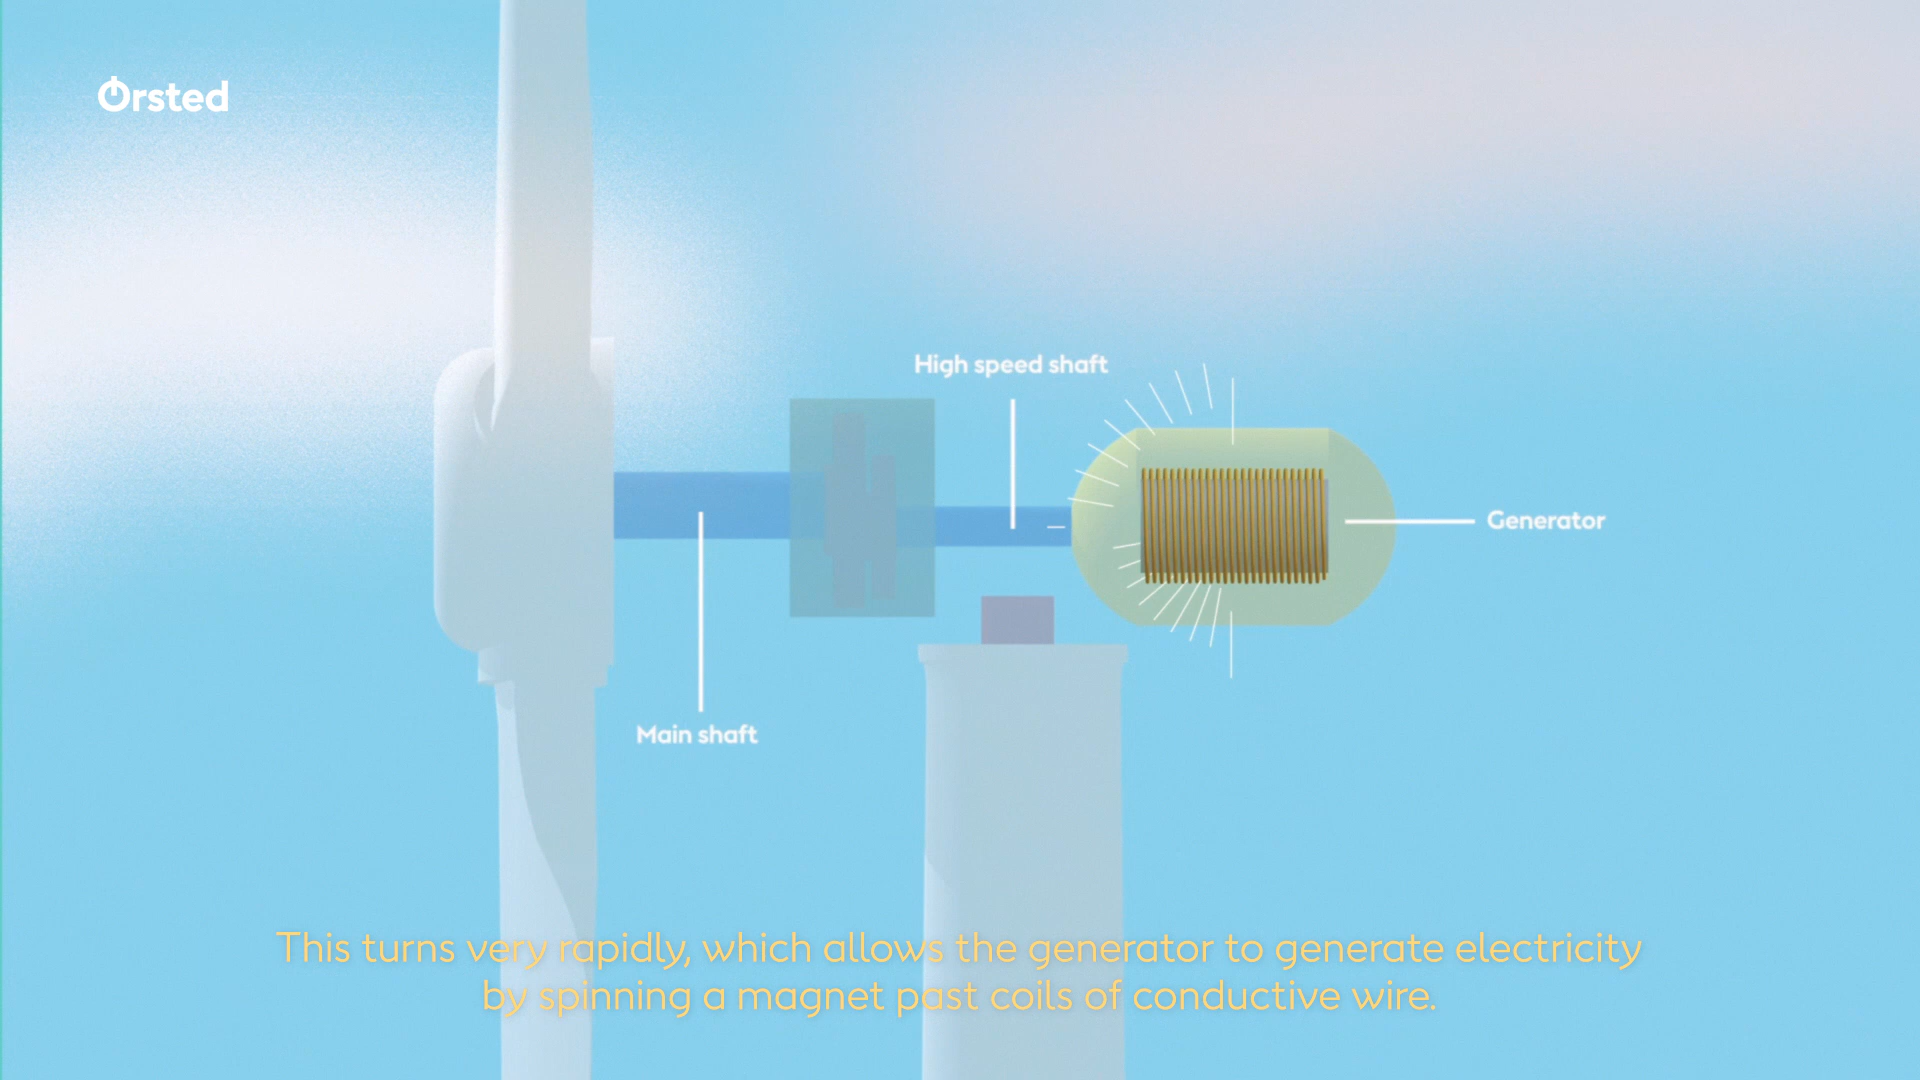 Ørsted
High speed shaft
Generator
Main shaft
This turns very rapidly, which allows the generator to generate electricity
by spinning a magnet past coils of conductive wire.